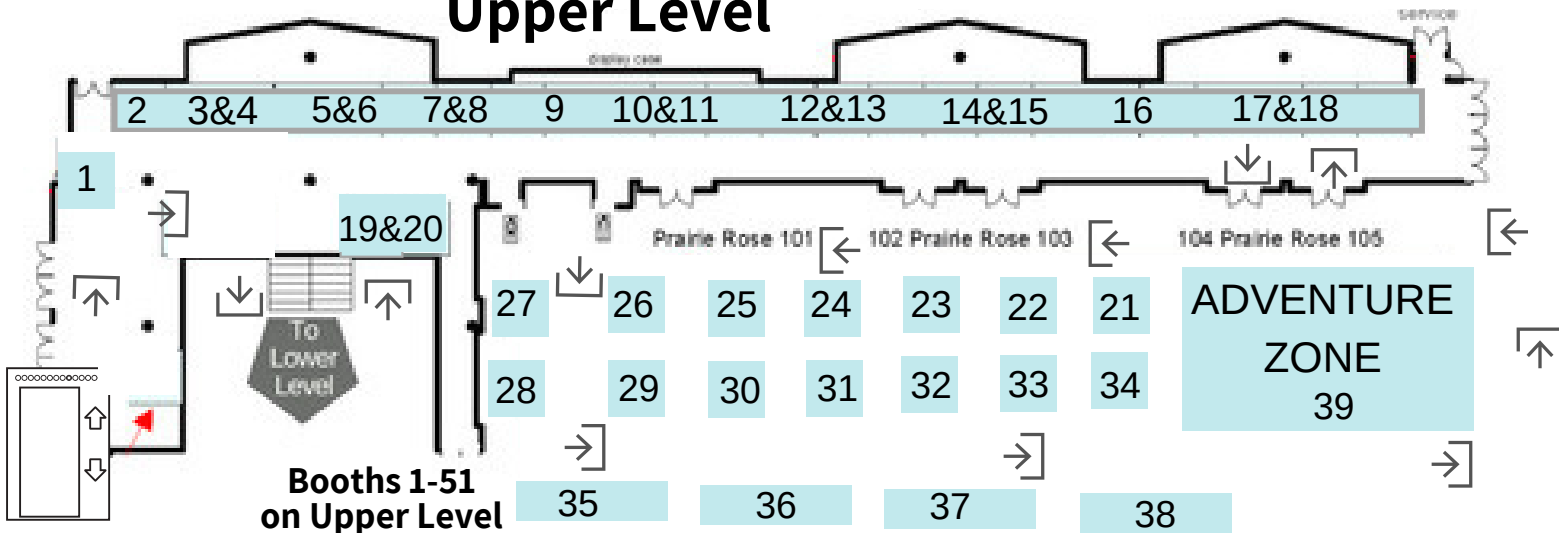 Upper Level
service
display case
2 3&4 5&6 7&8 9 10&11 12&13 14&15 16 17&18
1
19&20
Prairie Rose 101 102 Prairie Rose 103 104 Prairie Rose 105
27 26 25 24 23 22 21
ADVENTURE
ZONE
39
To
Lower
Level
28 29 30 31 32 33 34
Booths 1-51
on Upper Level
35 36 37 38